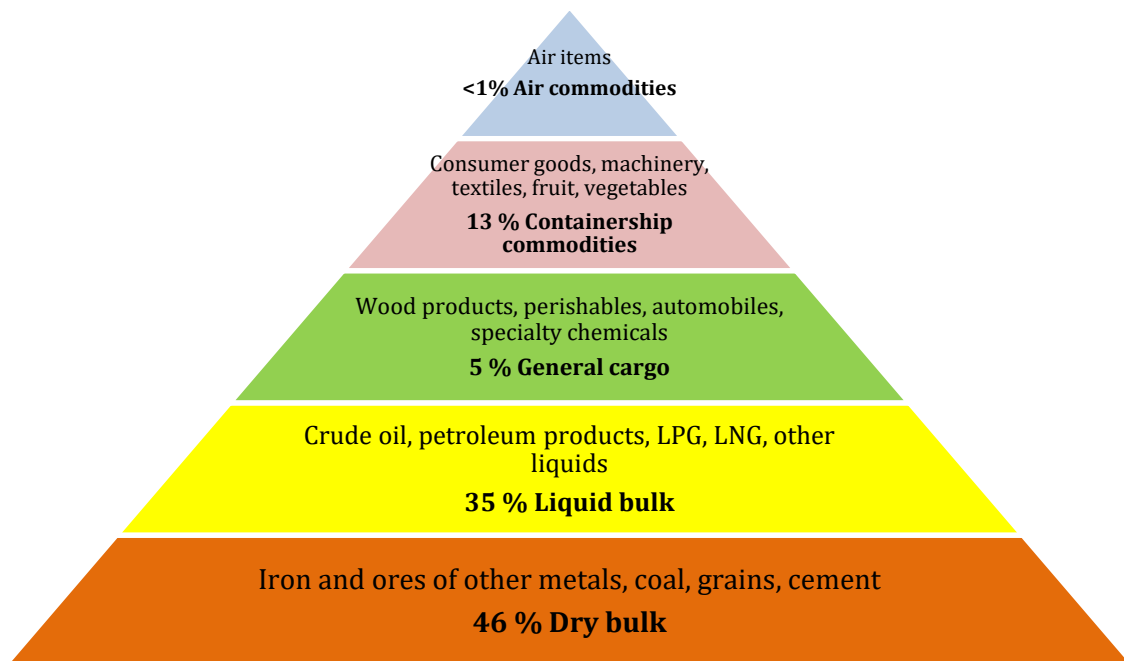 Air items
<1% Air commodities
Consumer goods, machinery,
textiles, fruit, vegetables
13 % Containership
commodities
Wood products, perishables, automobiles,
specialty chemicals
5 % General cargo
Crude oil, petroleum products, LPG, LNG, other
liquids
35 % Liquid bulk
Iron and ores of other metals, coal, grains, cement
46 % Dry bulk